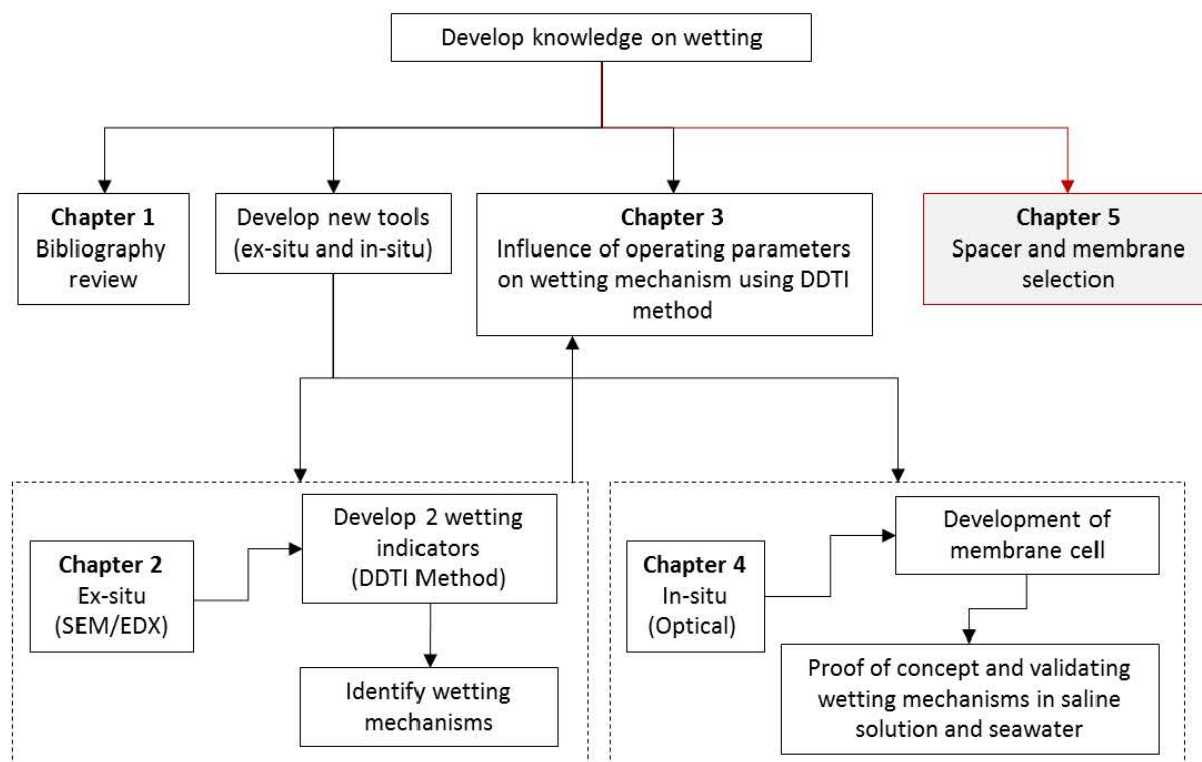 Develop knowledge on wetting
Chapter 1
Bibliography
review
Develop new tools
(ex-situ and in-situ)
Chapter 3
Influence of operating parameters
on wetting mechanism using DDTI
method
Chapter 5
Spacer and membrane
selection
Chapter 2
Ex-situ
(SEM/EDX)
Develop 2 wetting
indicators
(DDTI Method)
Identify wetting
mechanisms
Chapter 4
In-situ
(Optical)
Development of
membrane cell
Proof of concept and validating
wetting mechanisms in saline
solution and seawater